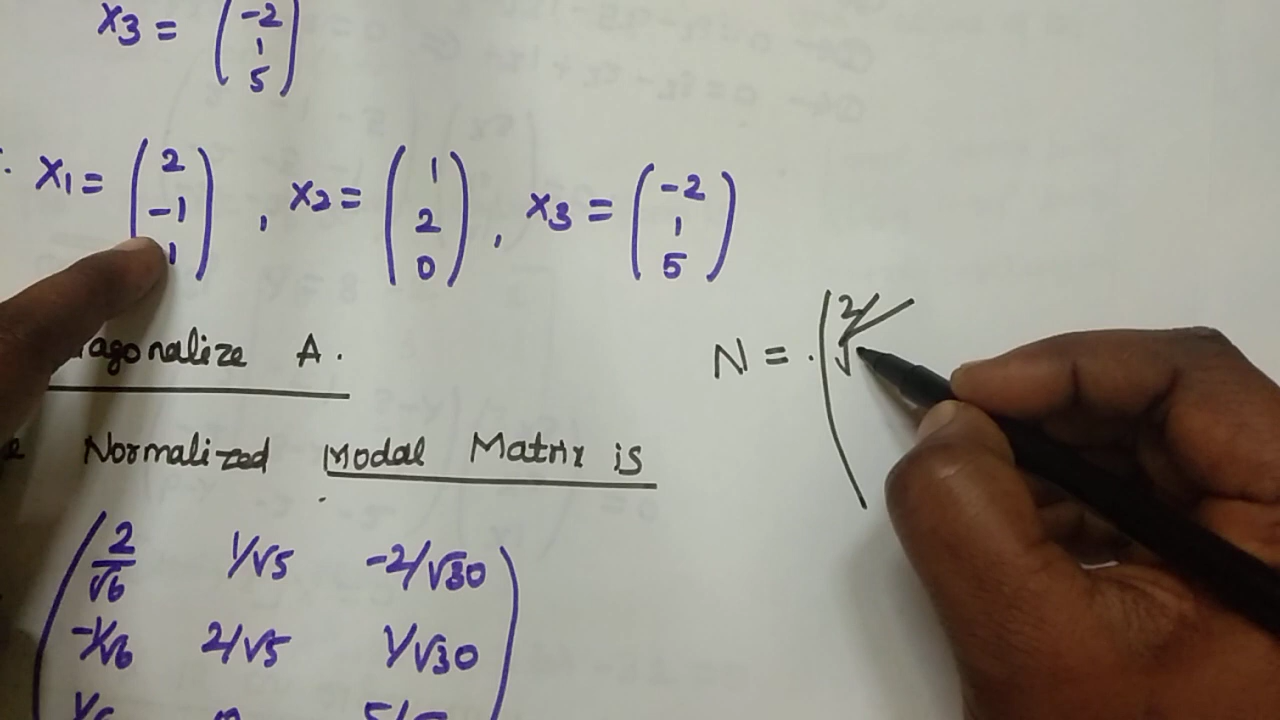 X3 = (-2 1 5)
∴ X1 = (2 -1 1), X2 = (1 2 0), X3 = (-2 1 5)
agonalize A.
N = (2/√
Normalized Modal Matrix is
2/√6 1/√5 -2/√30
-1/√6 2/√5 1/√30